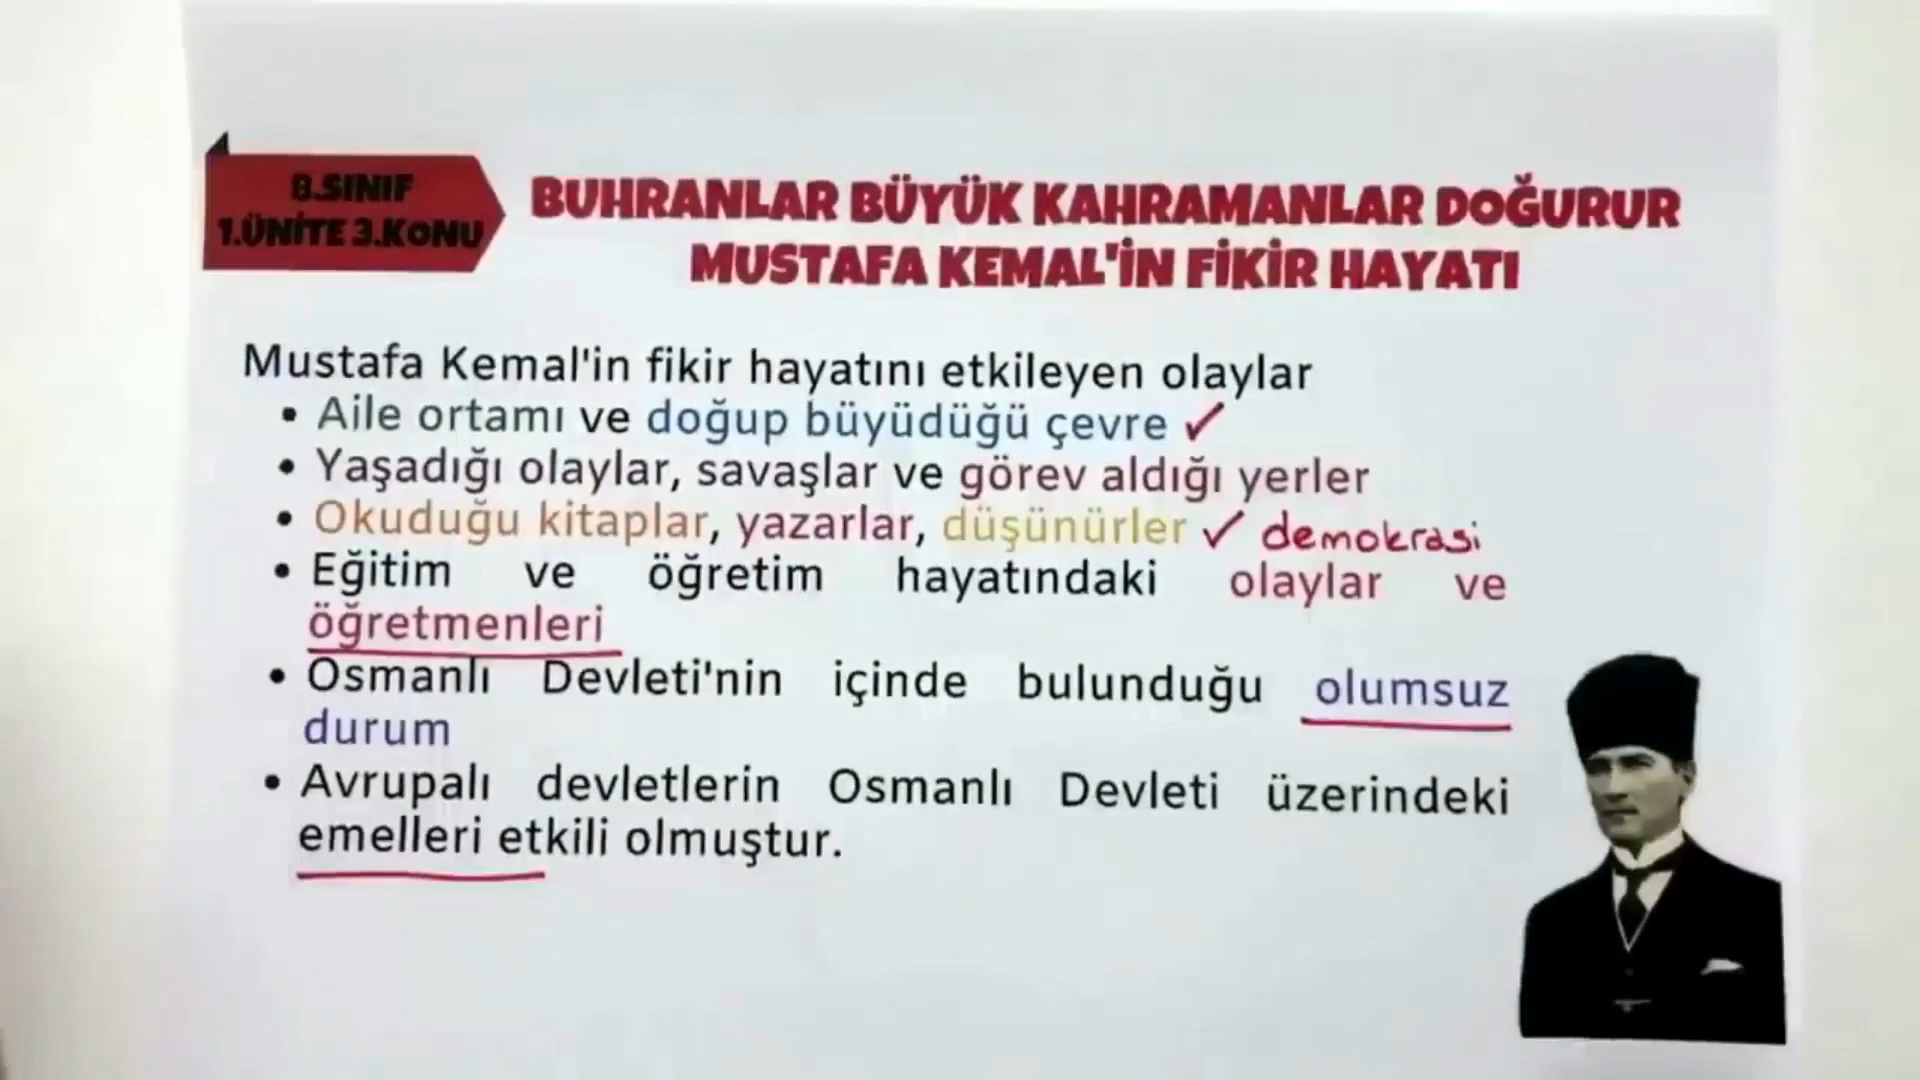 8.SINIF
1.ÜNİTE 3.KONU
BUHRANLAR BÜYÜK KAHRAMANLAR DOĞURUR
MUSTAFA KEMAL'İN FİKİR HAYATI
Mustafa Kemal'in fikir hayatını etkileyen olaylar
• Aile ortamı ve doğup büyüdüğü çevre ✓
• Yaşadığı olaylar, savaşlar ve görev aldığı yerler
• Okuduğu kitaplar, yazarlar, düşünürler ✓ demokrasi
• Eğitim ve öğretim hayatındaki olaylar ve
öğretmenleri
• Osmanlı Devleti'nin içinde bulunduğu olumsuz
durum
• Avrupalı devletlerin Osmanlı Devleti üzerindeki
emelleri etkili olmuştur.